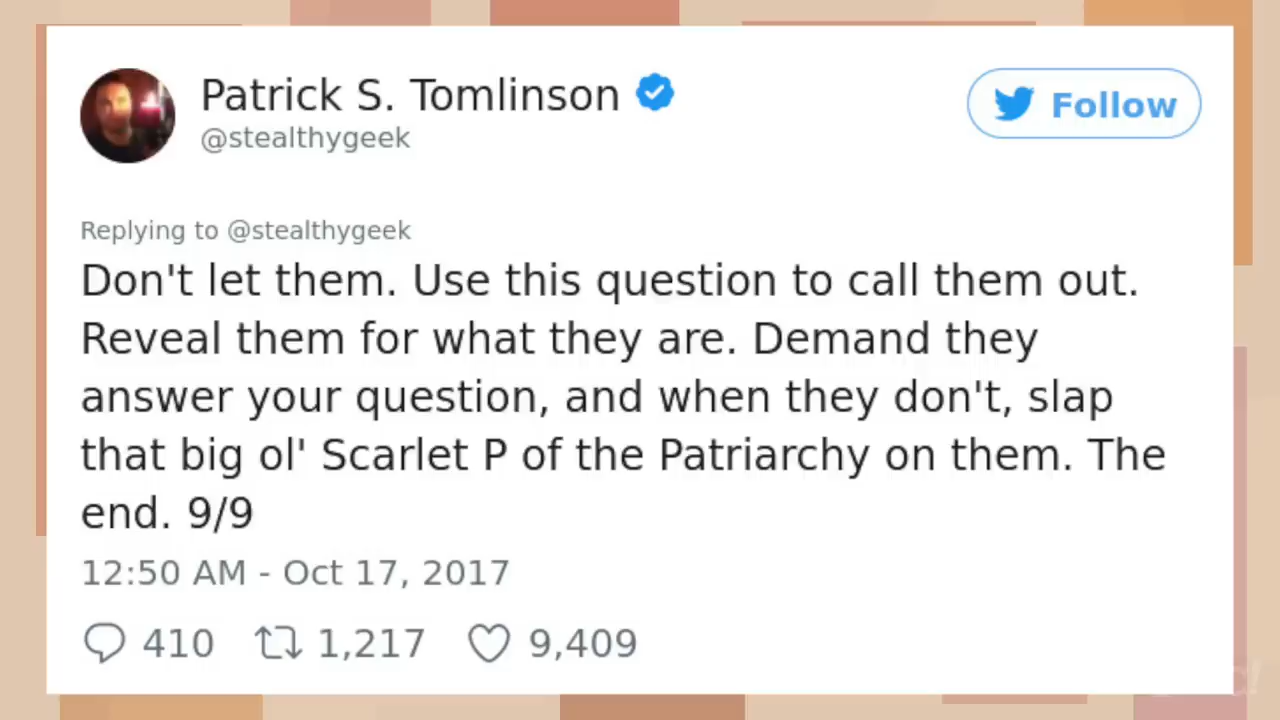 Patrick S. Tomlinson
@stealthygeek
Follow
Replying to @stealthygeek
Don't let them. Use this question to call them out.
Reveal them for what they are. Demand they
answer your question, and when they don't, slap
that big ol' Scarlet P of the Patriarchy on them. The
end. 9/9
12:50 AM - Oct 17, 2017
410 1,217 9,409